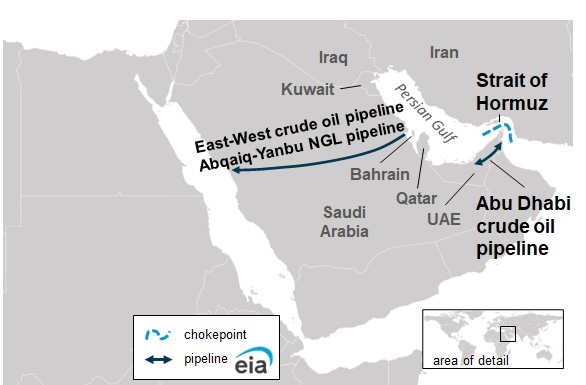 Iraq
Iran
Kuwait
Persian Gulf
Strait of
Hormuz
East-West crude oil pipeline
Abqaiq-Yanbu NGL pipeline
Bahrain
Qatar
UAE
Saudi
Arabia
Abu Dhabi
crude oil
pipeline
chokepoint
pipeline
eia
area of detail